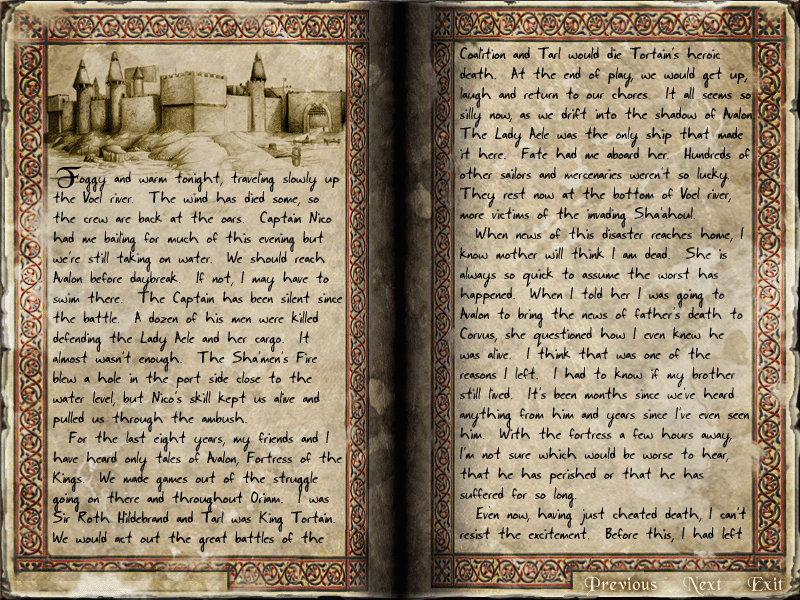 Foggy and warm tonight, traveling slowly up
the Voel river. The wind has died some, so
the crew are back at the oars. Captain Nico
had me bailing for much of this evening but
we're still taking on water. We should reach
Avalon before daybreak. If not, I may have to
swim there. The Captain has been silent since
the battle. A dozen of his men were killed
defending the Lady Aele and her cargo. It
almost wasn't enough. The Sha'men's Fire
blew a hole in the port side close to the
water level, but Nico's skill kept us alive and
pulled us through the ambush.
For the last eight years, my friends and I
have heard only tales of Avalon, Fortress of the
Kings. We made games out of the struggle
going on there and throughout Oriam. I was
Sir Roth Hildebrand and Tarl was King Tortain.
We would act out the great battles of the
Coalition and Tarl would die Tortain's heroic
death. At the end of play, we would get up,
laugh and return to our chores. It all seems so
silly now, as we drift into the shadow of Avalon.
The Lady Aele was the only ship that made
it here. Fate had me aboard her. Hundreds of
other sailors and mercenaries weren't so lucky.
They rest now at the bottom of Voel river,
more victims of the invading Sha'ahoul.
When news of this disaster reaches home, I
know mother will think I am dead. She is
always so quick to assume the worst has
happened. When I told her I was going to
Avalon to bring the news of father's death to
Corvus, she questioned how I even knew he
was alive. I think that was one of the
reasons I left. I had to know if my brother
still lived. It's been months since we've heard
anything from him and years since I've even seen
him. With the fortress a few hours away,
I'm not sure which would be worse to hear,
that he has perished or that he has
suffered for so long.
Even now, having just cheated death, I can't
resist the excitement. Before this, I had left
Previous Next Exit